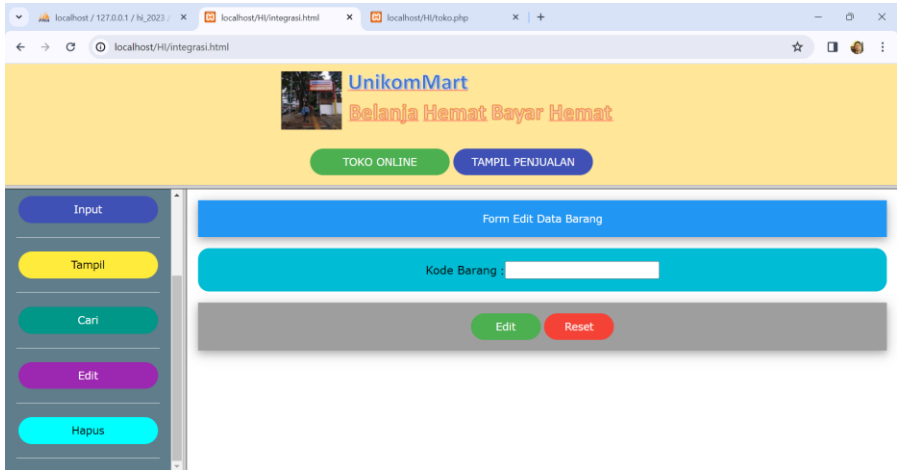 localhost / 127.0.0.1 / hi_2023 /
localhost/HI/integrasi.html
localhost/HI/toko.php
localhost/HI/integrasi.html
UnikomMart
Belanja Hemat Bayar Hemat
TOKO ONLINE
TAMPIL PENJUALAN
Input
Tampil
Cari
Edit
Hapus
Form Edit Data Barang
Kode Barang :
Edit
Reset